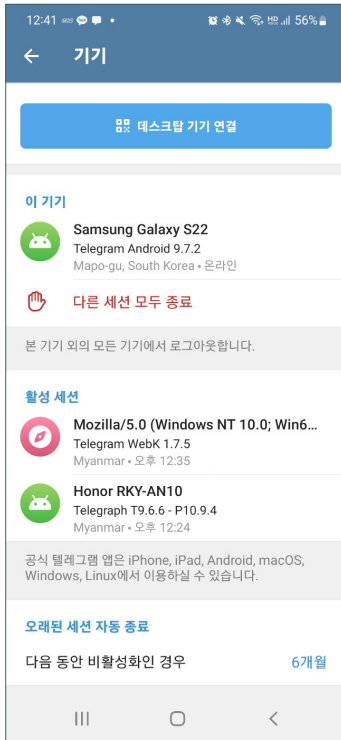 12:41
56%
기기
데스크탑 기기 연결
이 기기
Samsung Galaxy S22
Telegram Android 9.7.2
Mapo-gu, South Korea • 온라인
다른 세션 모두 종료
본 기기 외의 모든 기기에서 로그아웃합니다.
활성 세션
Mozilla/5.0 (Windows NT 10.0; Win6...
Telegram WebK 1.7.5
Myanmar • 오후 12:35
Honor RKY-AN10
Telegraph T9.6.6 - P10.9.4
Myanmar • 오후 12:24
공식 텔레그램 앱은 iPhone, iPad, Android, macOS,
Windows, Linux에서 이용하실 수 있습니다.
오래된 세션 자동 종료
다음 동안 비활성화인 경우 6개월